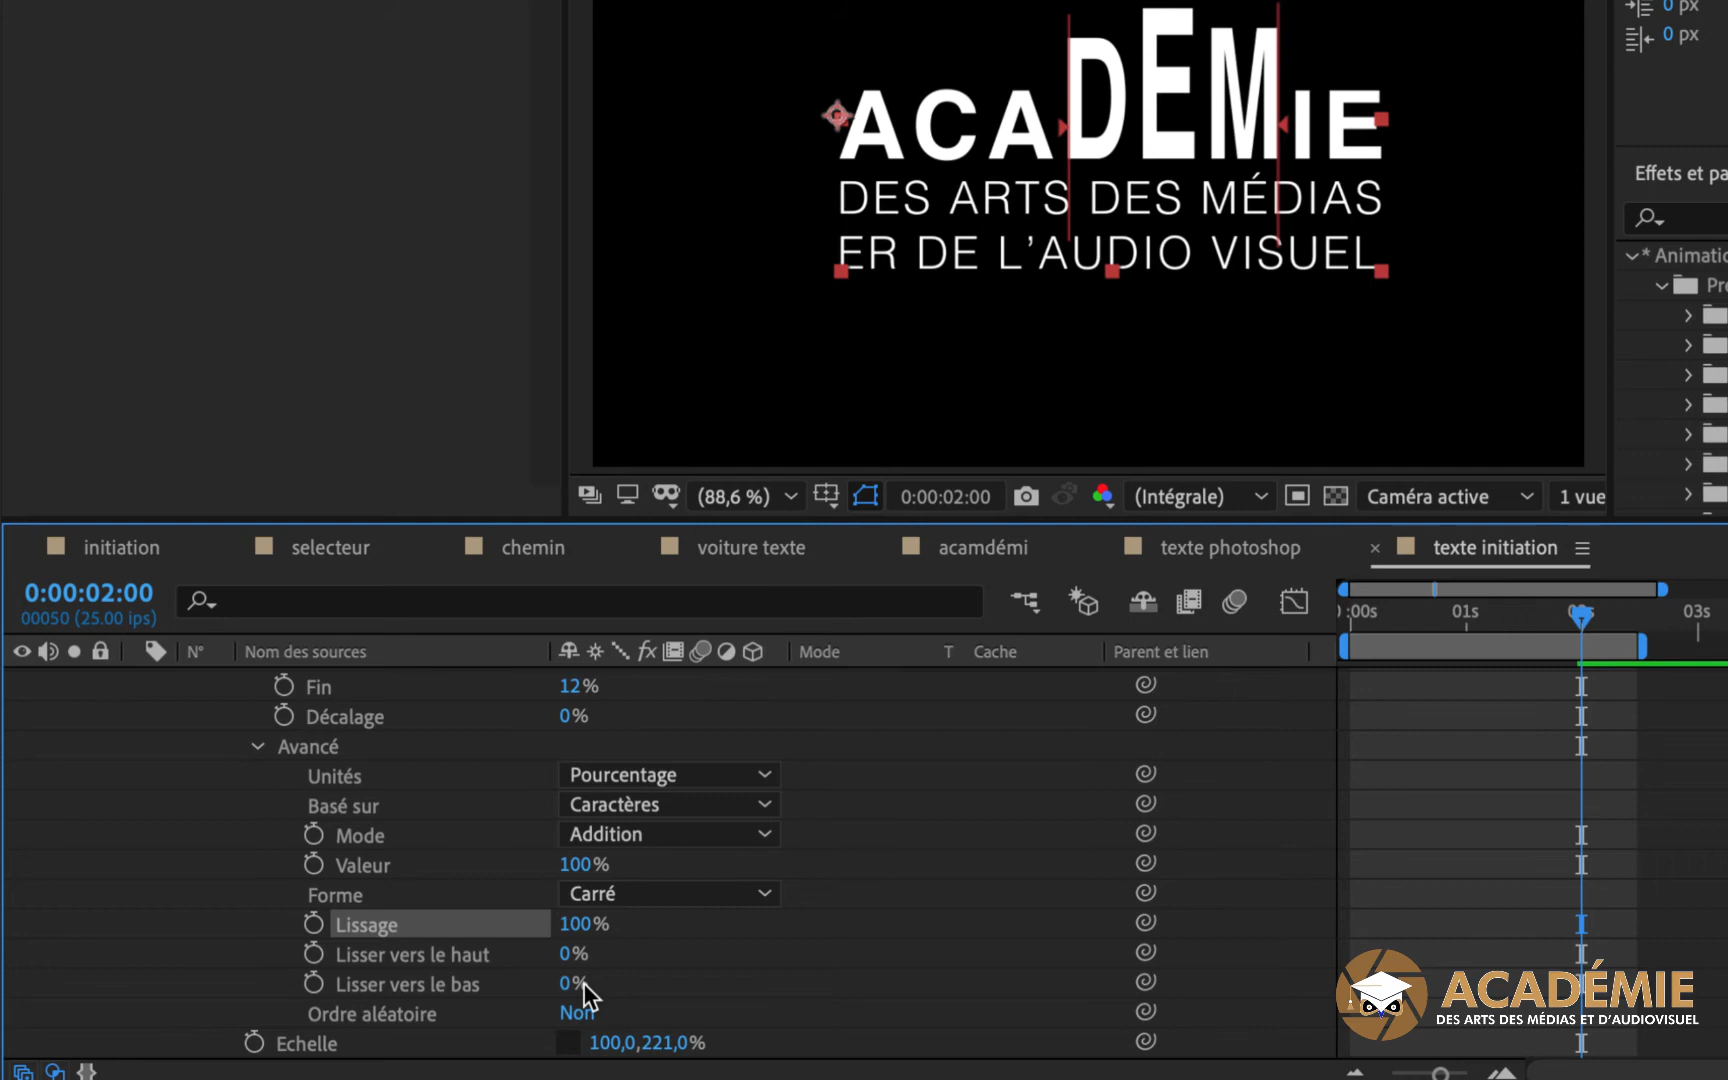 0 px
0 px
ACADEMIE
DES ARTS DES MÉDIAS
ER DE L'AUDIO VISUEL
Effets et pa
* Animatio
Pre
(88,6 %)
0:00:02:00
(Intégrale)
Caméra active
1 vue
initiation
selecteur
chemin
voiture texte
acamdémi
texte photoshop
× texte initiation
0:00:02:00
00050 (25.00 ips)
:00s 01s 03s
N° Nom des sources fx Mode T Cache Parent et lien
Fin 12%
Décalage 0%
Avancé
Unités Pourcentage
Basé sur Caractères
Mode Addition
Valeur 100%
Forme Carré
Lissage 100%
Lisser vers le haut 0%
Lisser vers le bas 0%
Ordre aléatoire Non
Echelle 100,0,221,0%
ACADÉMIE
DES ARTS DES MÉDIAS ET D'AUDIOVISUEL